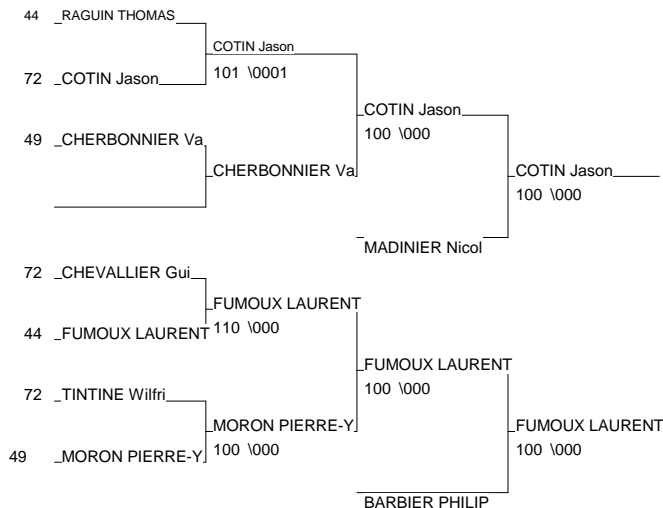 44 RAGUIN THOMAS
COTIN Jason
101 \0001
72 COTIN Jason
COTIN Jason
100 \000
49 CHERBONNIER Va
CHERBONNIER Va
COTIN Jason
100 \000
MADINIER Nicol
72 CHEVALLIER Gui
FUMOUX LAURENT
110 \000
44 FUMOUX LAURENT
FUMOUX LAURENT
100 \000
72 TINTINE Wilfri
MORON PIERRE-Y
100 \000
FUMOUX LAURENT
100 \000
49 MORON PIERRE-Y
BARBIER PHILIP